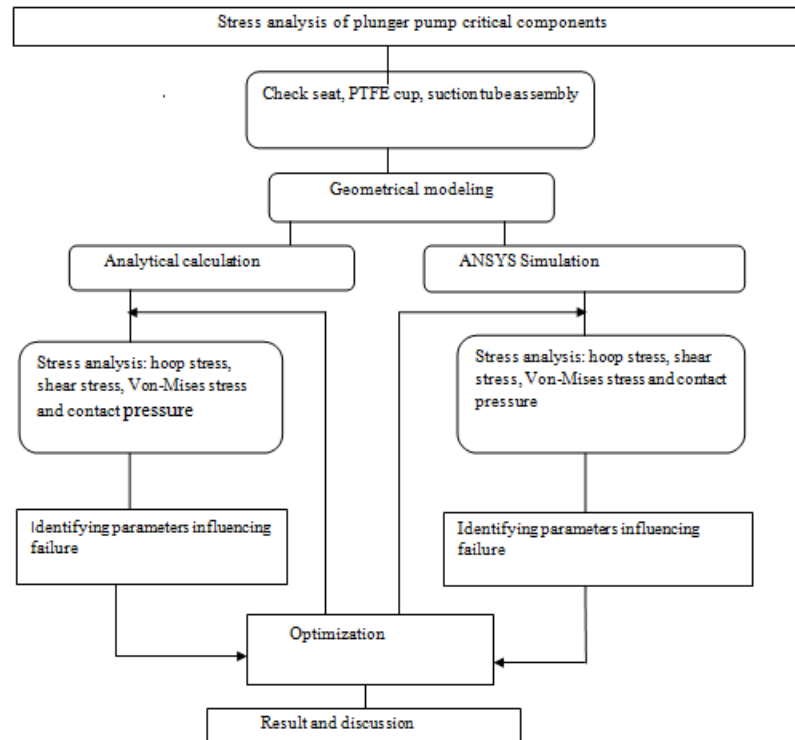 Stress analysis of plunger pump critical components
Check seat, PTFE cup, suction tube assembly
Geometrical modeling
Analytical calculation
ANSYS Simulation
Stress analysis: hoop stress,
shear stress, Von-Mises stress
and contact pressure
Stress analysis: hoop stress, shear
stress, Von-Mises stress and contact
pressure
Identifying parameters influencing
failure
Identifying parameters influencing
failure
Optimization
Result and discussion